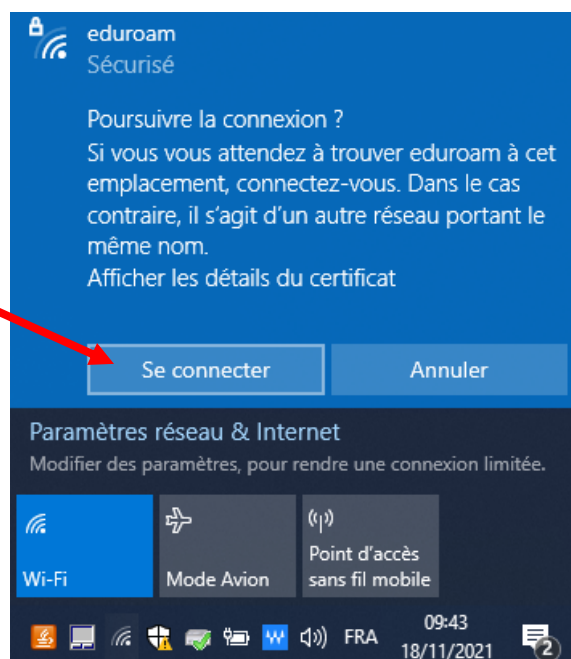 eduroam
Sécurisé
Poursuivre la connexion ?
Si vous vous attendez à trouver eduroam à cet
emplacement, connectez-vous. Dans le cas
contraire, il s'agit d'un autre réseau portant le
même nom.
Afficher les détails du certificat
Se connecter
Annuler
Paramètres réseau & Internet
Modifier des paramètres, pour rendre une connexion limitée.
Wi-Fi
Mode Avion
Point d'accès
sans fil mobile
FRA
09:43
18/11/2021
2